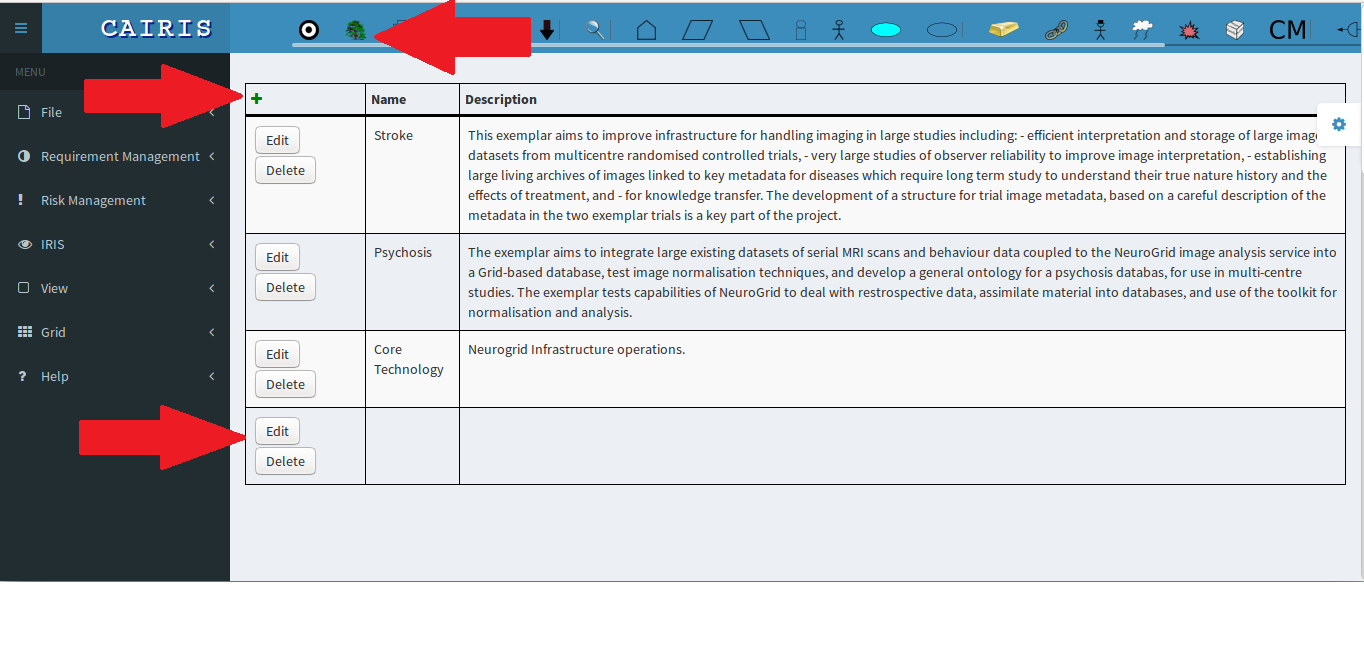 CAIRIS
CM
MENU
File
Requirement Management
Risk Management
IRIS
View
Grid
Help
Name Description
Edit
Delete
Stroke
This exemplar aims to improve infrastructure for handling imaging in large studies including: - efficient interpretation and storage of large image
datasets from multicentre randomised controlled trials, - very large studies of observer reliability to improve image interpretation, - establishing
large living archives of images linked to key metadata for diseases which require long term study to understand their true nature history and the
effects of treatment, and - for knowledge transfer. The development of a structure for trial image metadata, based on a careful description of the
metadata in the two exemplar trials is a key part of the project.
Edit
Delete
Psychosis
The exemplar aims to integrate large existing datasets of serial MRI scans and behaviour data coupled to the NeuroGrid image analysis service into
a Grid-based database, test image normalisation techniques, and develop a general ontology for a psychosis databas, for use in multi-centre
studies. The exemplar tests capabilities of NeuroGrid to deal with restrospective data, assimilate material into databases, and use of the toolkit for
normalisation and analysis.
Edit
Delete
Core
Technology
Neurogrid Infrastructure operations.
Edit
Delete